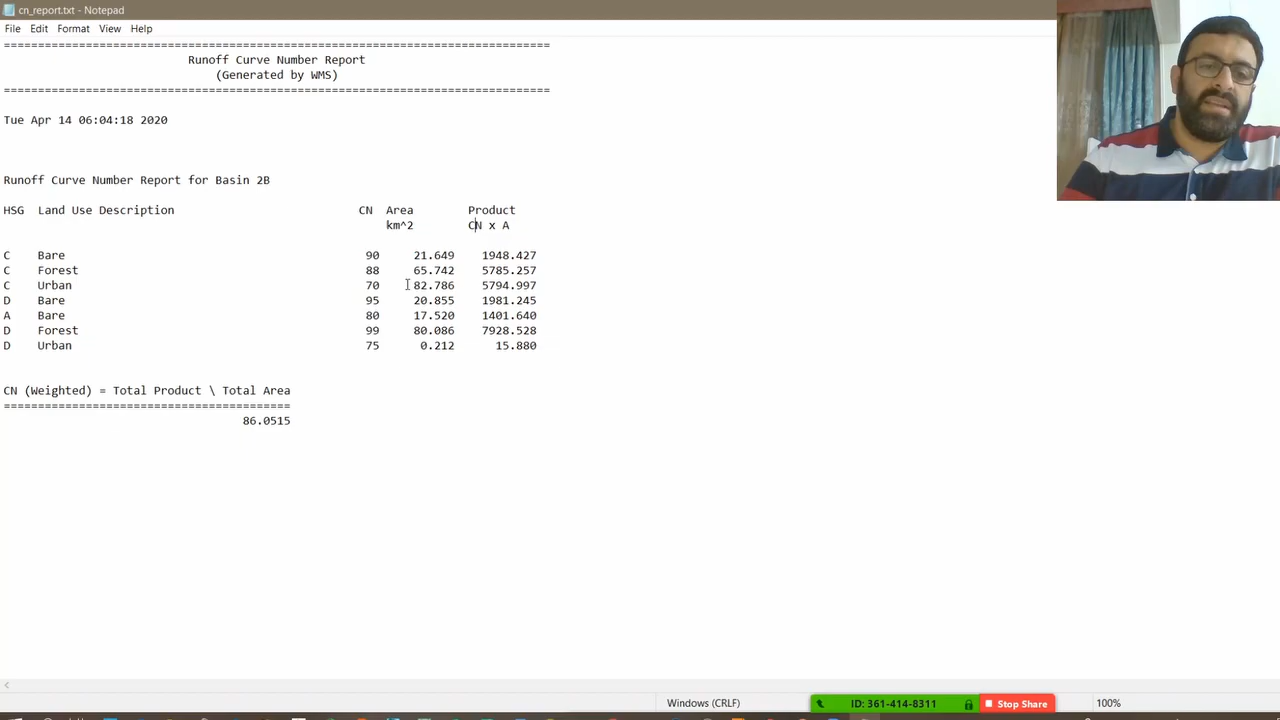 cn_report.txt - Notepad
File Edit Format View Help
================================================================================
Runoff Curve Number Report
(Generated by WMS)
================================================================================
Tue Apr 14 06:04:18 2020
Runoff Curve Number Report for Basin 2B
HSG Land Use Description CN Area Product
km^2 CN x A
C Bare 90 21.649 1948.427
C Forest 88 65.742 5785.257
C Urban 70 82.786 5794.997
D Bare 95 20.855 1981.245
A Bare 80 17.520 1401.640
D Forest 99 80.086 7928.528
D Urban 75 0.212 15.880
CN (Weighted) = Total Product \ Total Area
==========================================
86.0515
Windows (CRLF) ID: 361-414-8311 Stop Share 100%